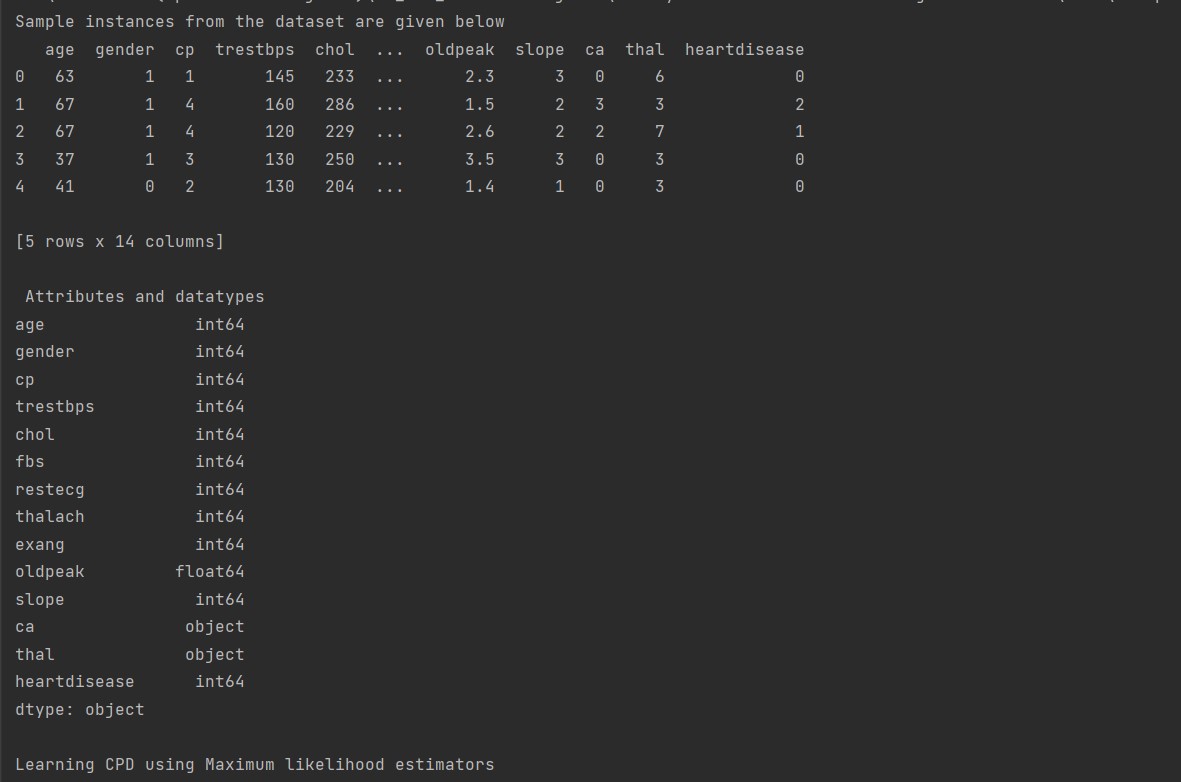 Sample instances from the dataset are given below
   age  gender  cp  trestbps  chol  ...  oldpeak  slope  ca  thal  heartdisease
0   63       1   1       145   233  ...      2.3      3   0     6             0
1   67       1   4       160   286  ...      1.5      2   3     3             2
2   67       1   4       120   229  ...      2.6      2   2     7             1
3   37       1   3       130   250  ...      3.5      3   0     3             0
4   41       0   2       130   204  ...      1.4      1   0     3             0
[5 rows x 14 columns]
 Attributes and datatypes
age               int64
gender            int64
cp                int64
trestbps          int64
chol              int64
fbs               int64
restecg           int64
thalach           int64
exang             int64
oldpeak         float64
slope             int64
ca               object
thal             object
heartdisease      int64
dtype: object
Learning CPD using Maximum likelihood estimators